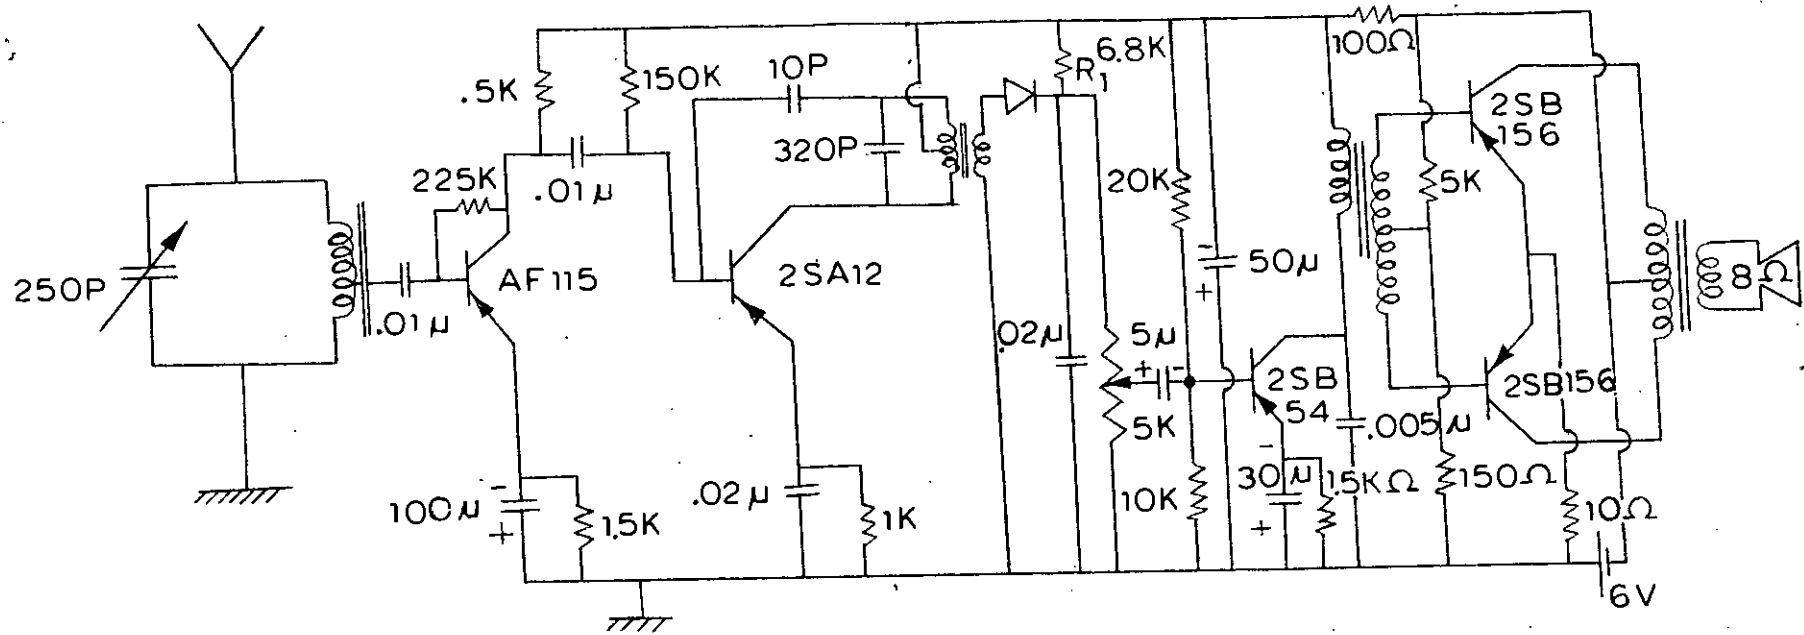 250P
.01µ
225K
.5K
AF115
100µ
-
+
1.5K
.01µ
150K
10P
320P
2SA12
.02µ
1K
R1
6.8K
.02µ
5µ
+
-
5K
20K
10K
-
50µ
+
2SB
54
-
30µ
+
1.5KΩ
.005µ
100Ω
5K
150Ω
2SB
156
2SB156
10Ω
6V
8Ω